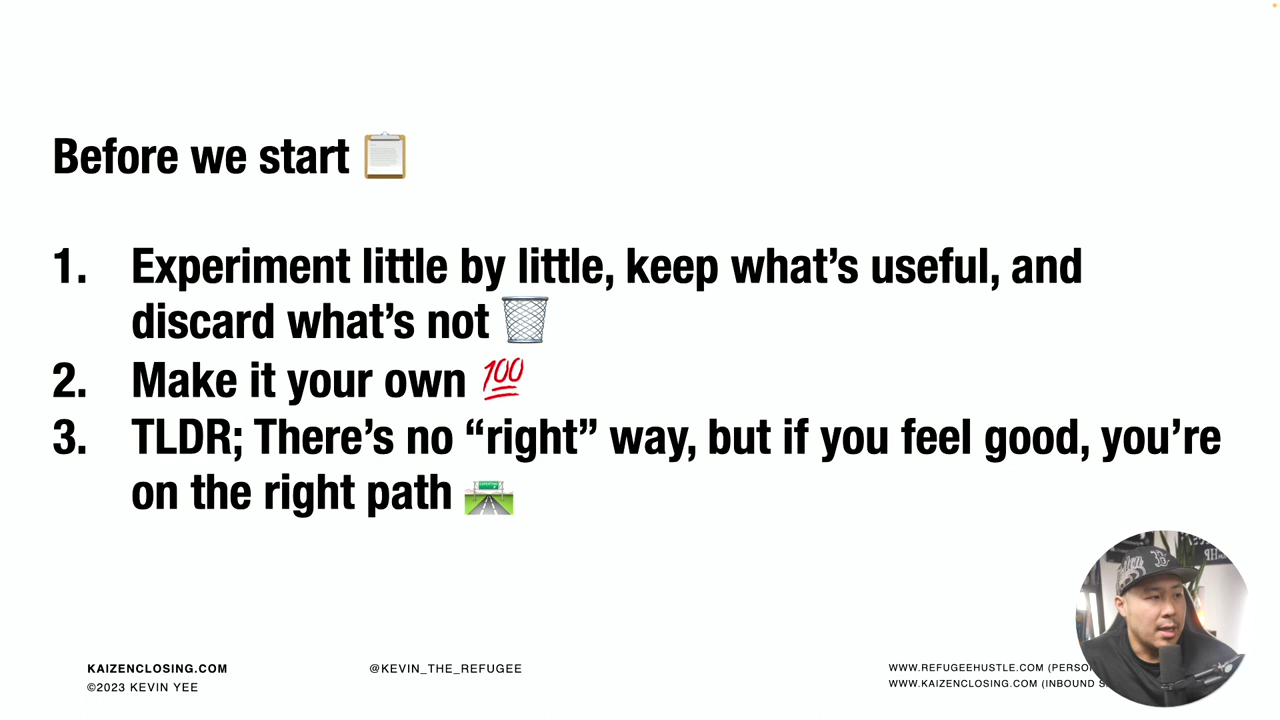 Before we start 📋
1. Experiment little by little, keep what’s useful, and
discard what’s not 🗑️
2. Make it your own 💯
3. TLDR; There’s no “right” way, but if you feel good, you’re
on the right path 🛣️
KAIZENCLOSING.COM
©2023 KEVIN YEE
@KEVIN_THE_REFUGEE
WWW.REFUGEEHUSTLE.COM
WWW.KAIZENCLOSING.COM (INBOUND